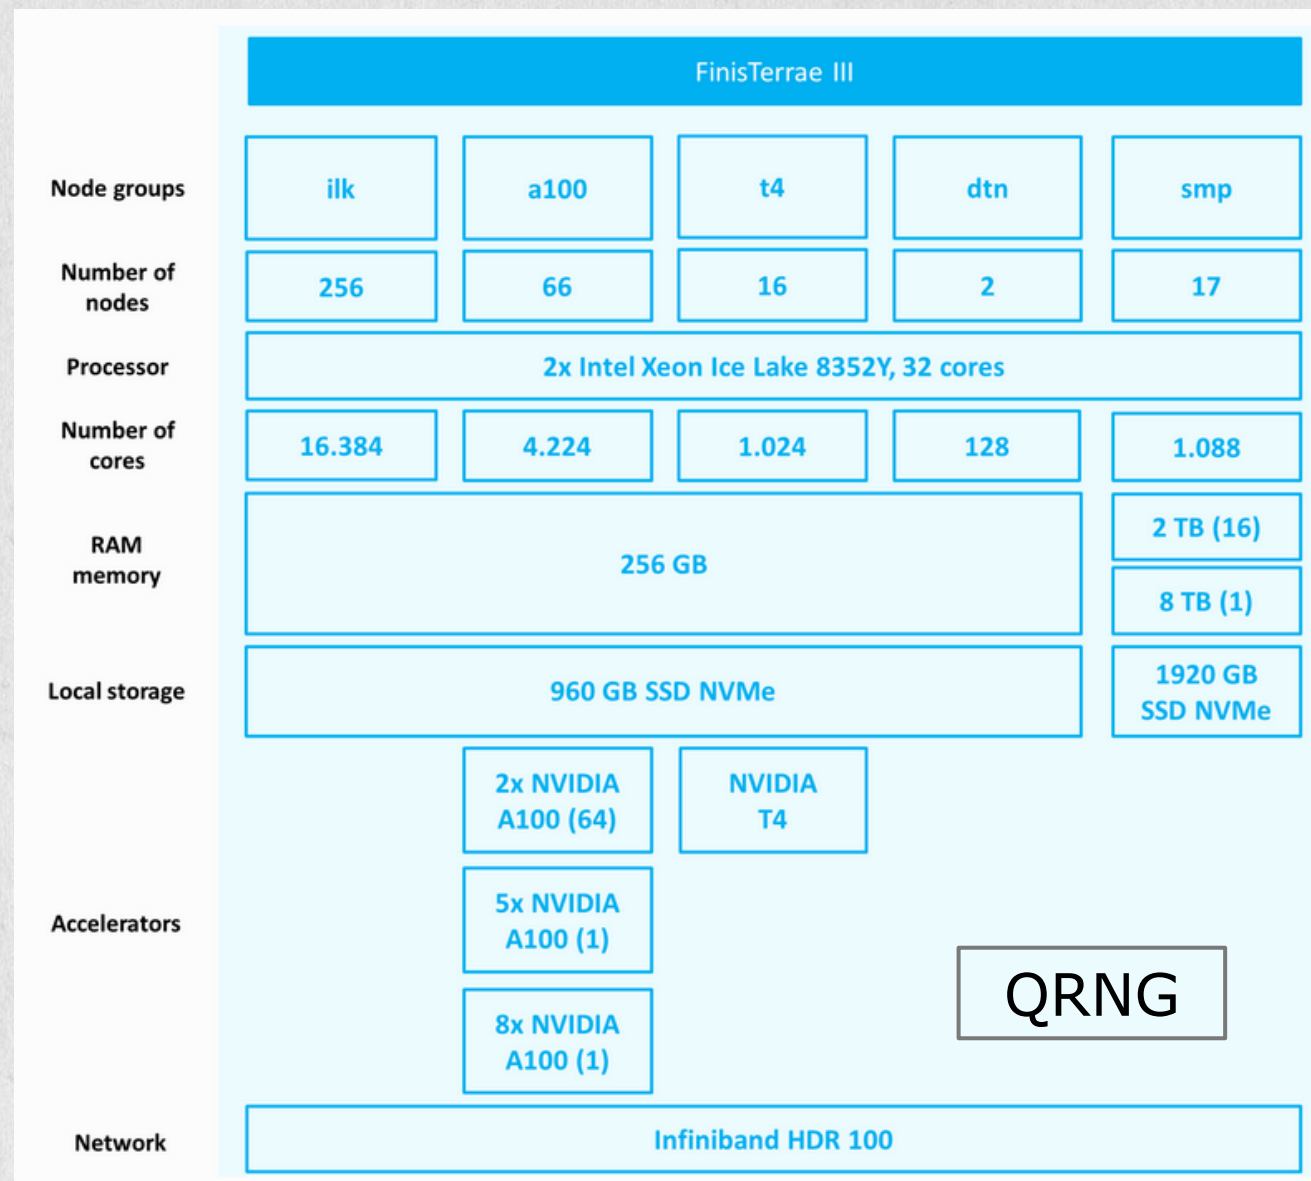 FinisTerrae III
Node groups
ilk
a100
t4
dtn
smp
Number of
nodes
256
66
16
2
17
Processor
2x Intel Xeon Ice Lake 8352Y, 32 cores
Number of
cores
16.384
4.224
1.024
128
1.088
RAM
memory
256 GB
2 TB (16)
8 TB (1)
Local storage
960 GB SSD NVMe
1920 GB
SSD NVMe
Accelerators
2x NVIDIA
A100 (64)
NVIDIA
T4
5x NVIDIA
A100 (1)
8x NVIDIA
A100 (1)
QRNG
Network
Infiniband HDR 100